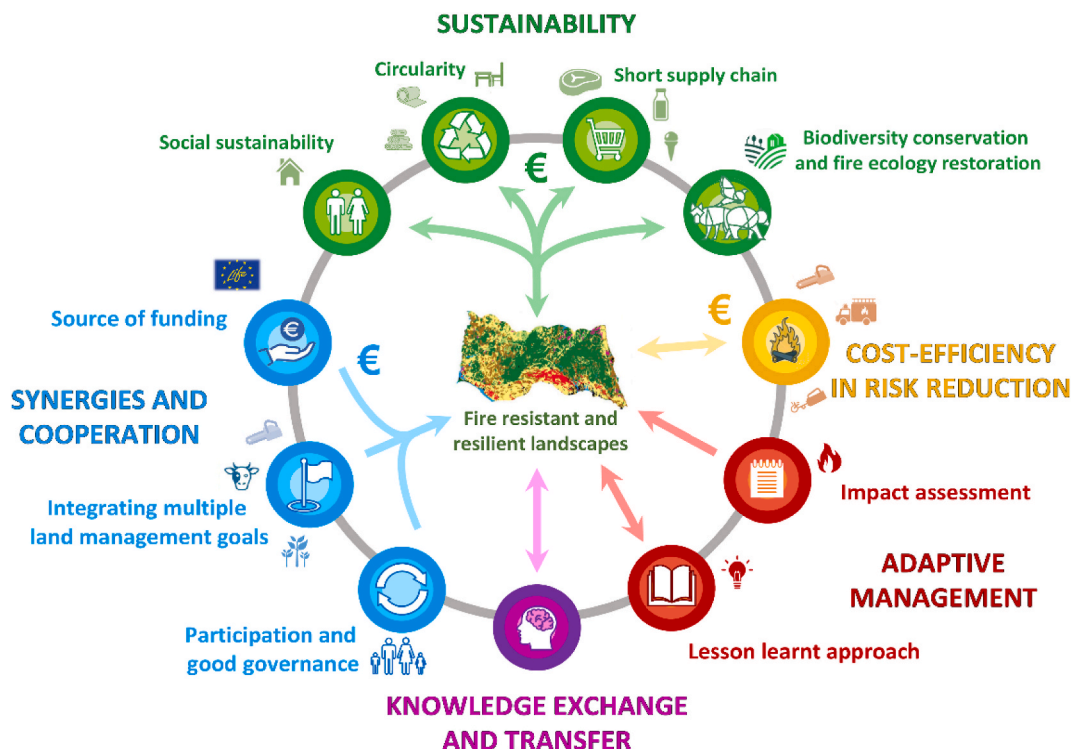 SUSTAINABILITY
Circularity
Short supply chain
Social sustainability
Biodiversity conservation
and fire ecology restoration
€
Life
Source of funding
€
€
€
COST-EFFICIENCY
IN RISK REDUCTION
SYNERGIES AND
COOPERATION
Fire resistant and
resilient landscapes
Integrating multiple
land management goals
Impact assessment
ADAPTIVE
MANAGEMENT
Participation and
good governance
Lesson learnt approach
KNOWLEDGE EXCHANGE
AND TRANSFER